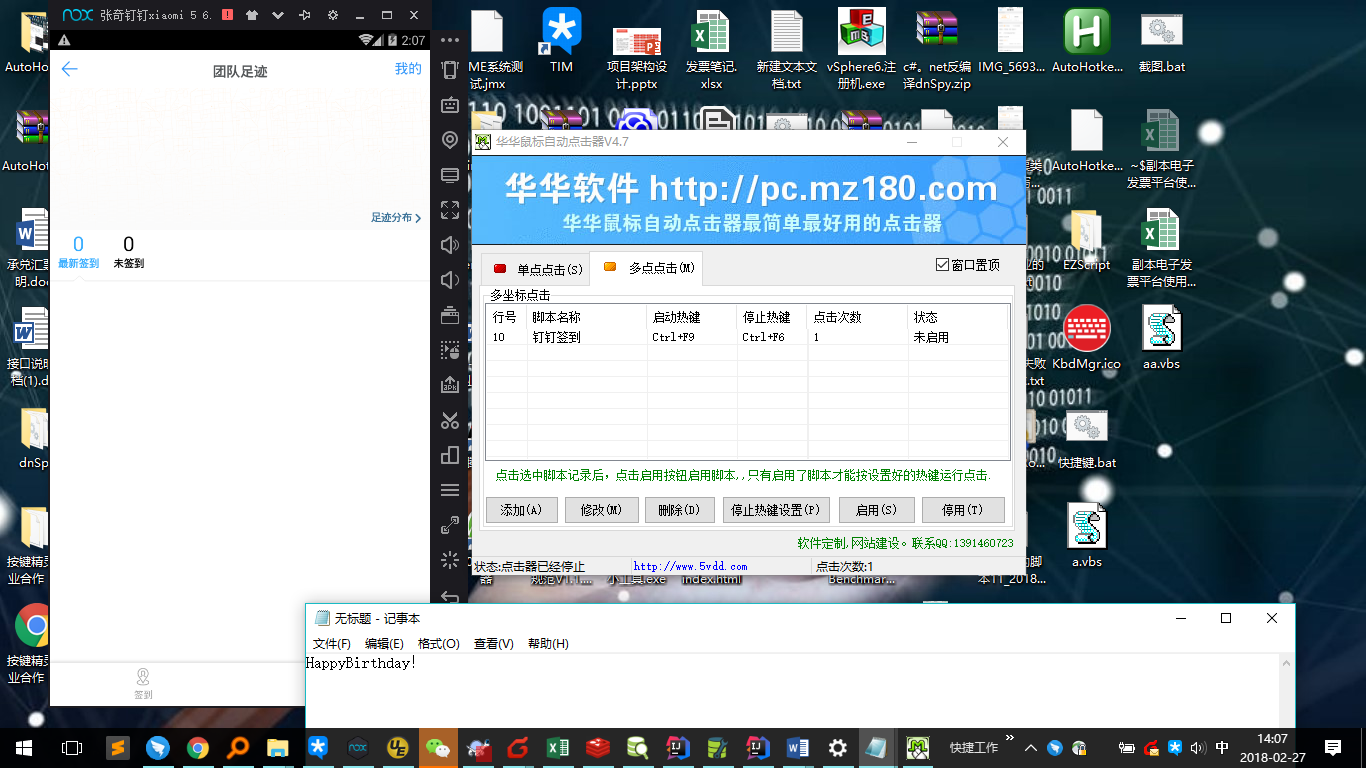 nox 张奇钉钉xiaomi 5 6.
2:07
团队足迹
我的
足迹分布
0
0
最新签到
未签到
签到
AutoHo
AutoHot
承兑汇
明.doc
接口说明
档(1).d
dnSp
按键精灵
业合作
按键精灵
业合作
ME系统测
试.jmx
TIM
项目架构设
计.pptx
发票笔记.
xlsx
新建文本文
档.txt
vSphere6.注
册机.exe
c#。net反编
译dnSpy.zip
IMG_5693...
AutoHotke...
截图.bat
AutoHotke...
~$副本电子
发票平台使...
EZScript
副本电子发
票平台使用...
KbdMgr.ico
aa.vbs
快捷键.bat
a.vbs
华华鼠标自动点击器V4.7
华华软件 http://pc.mz180.com
华华鼠标自动点击器最简单最好用的点击器
单点点击(S)
多点点击(M)
窗口置顶
多坐标点击
行号 脚本名称 启动热键 停止热键 点击次数 状态
10 钉钉签到 Ctrl+F9 Ctrl+F6 1 未启用
点击选中脚本记录后，点击启用按钮启用脚本,,只有启用了脚本才能按设置好的热键运行点击.
添加(A) 修改(M) 删除(D) 停止热键设置(P) 启用(S) 停用(T)
软件定制,网站建设。联系QQ:1391460723
状态:点击器已经停止 http://www.5vdd.com 点击次数:1
小工具.exe
index.html
Benchmar...
本11_2018...
无标题 - 记事本
文件(F) 编辑(E) 格式(O) 查看(V) 帮助(H)
HappyBirthday!
快捷工作
中
14:07
2018-02-27